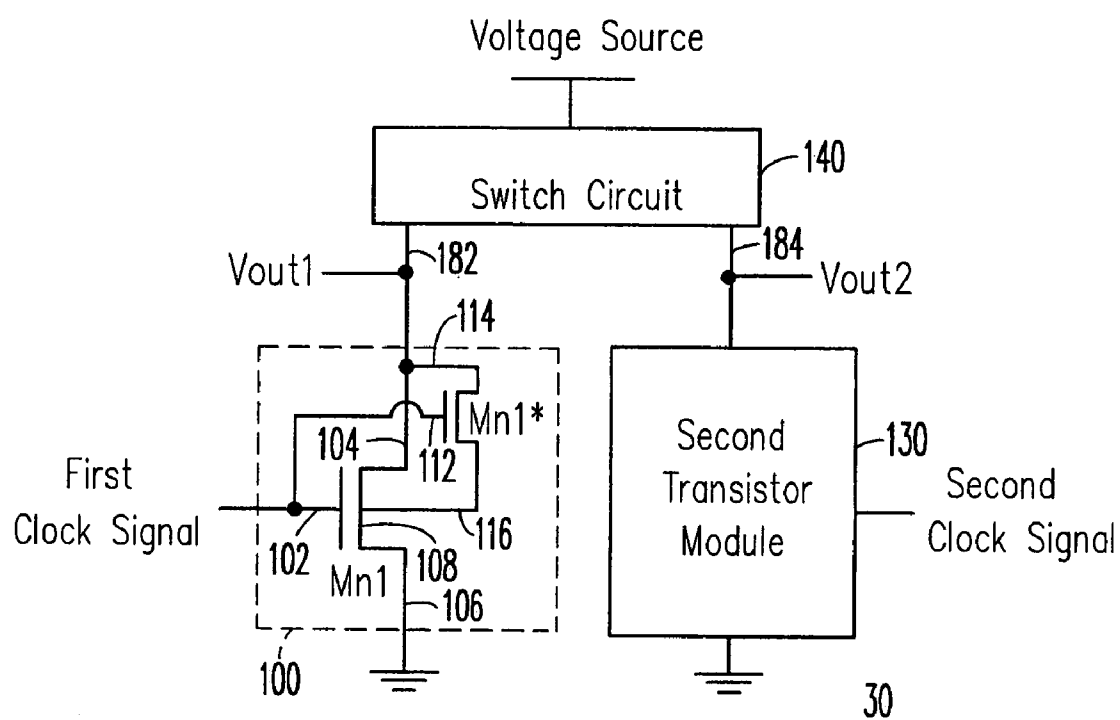 Voltage Source
Switch Circuit
140
182
184
Vout1
Vout2
114
Mn1*
104
112
First
Clock Signal
102
108
116
Mn1
106
100
Second
Transistor
Module
130
Second
Clock Signal
30